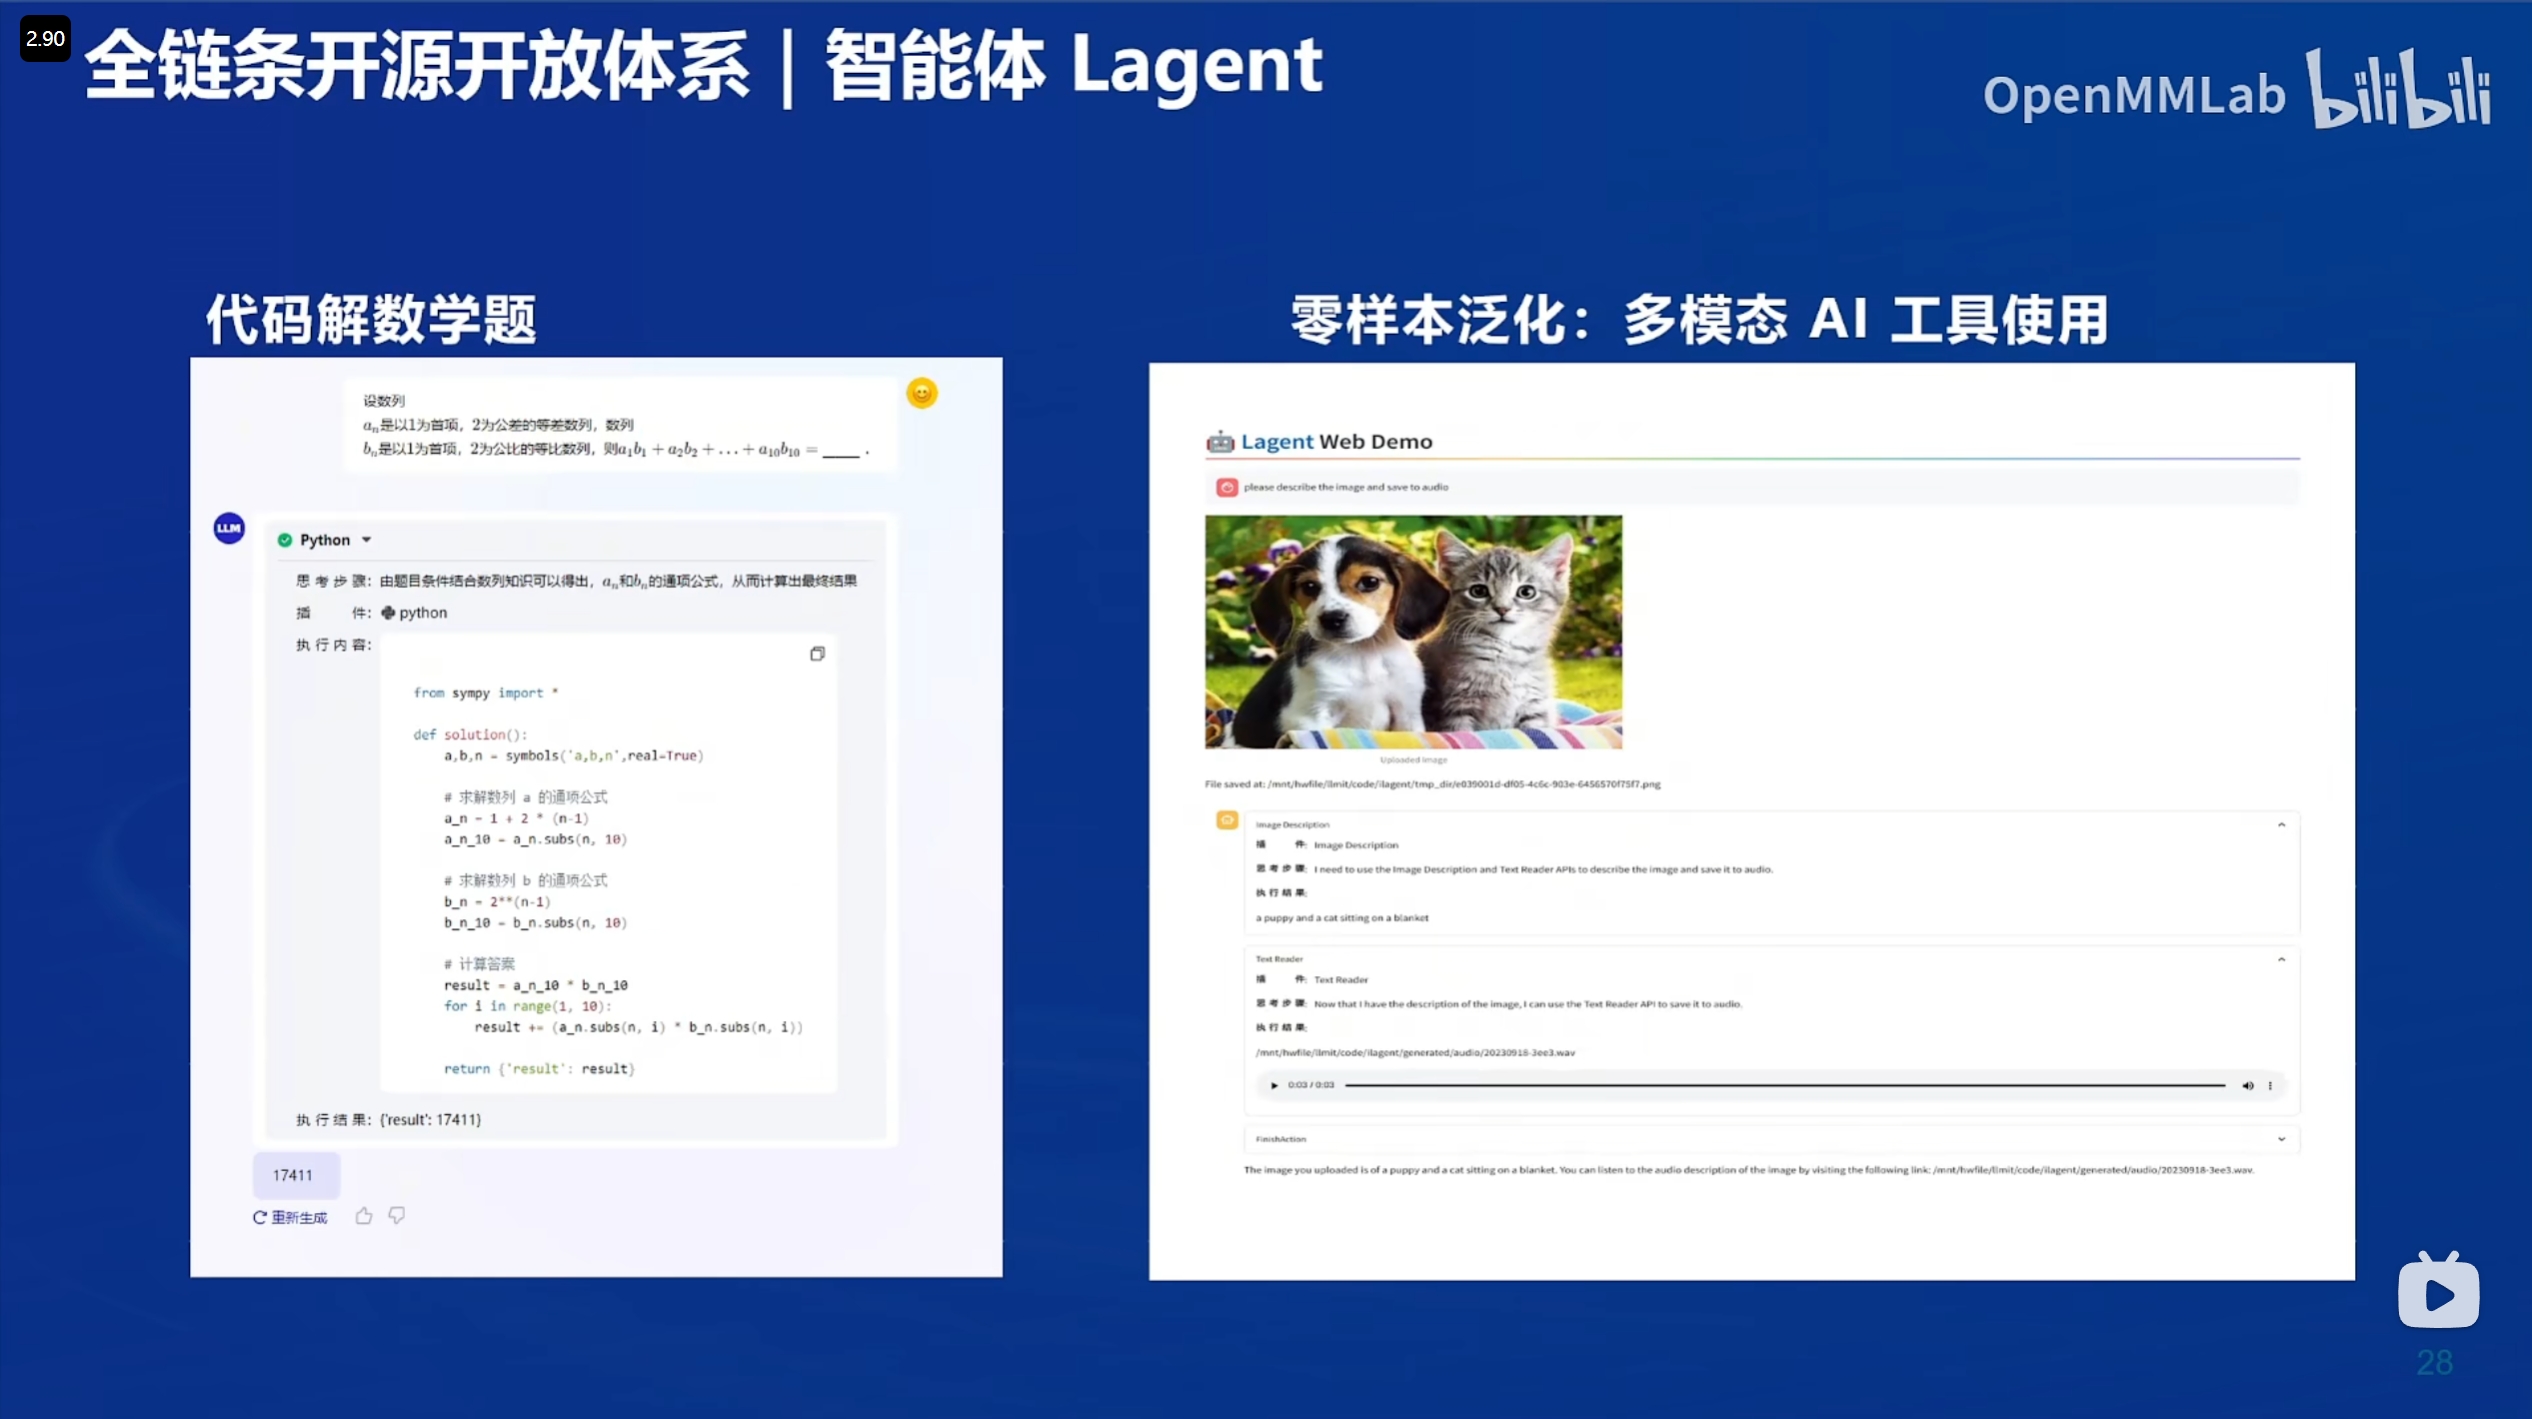 2.90
全链条开源开放体系 | 智能体 Lagent
OpenMMLab bilibili
代码解数学题
设数列
aₙ是以1为首项，2为公差的等差数列，数列
bₙ是以1为首项，2为公比的等比数列，则a₁b₁ + a₂b₂ + … + a₁₀b₁₀ = ____ .
LLM
Python
思考步骤: 由题目条件结合数列知识可以得出，aₙ和bₙ的通项公式，从而计算出最终结果
插 件: python
执行内容:
from sympy import *
def solution():
a,b,n = symbols('a,b,n',real=True)
# 求解数列 a 的通项公式
a_n = 1 + 2 * (n-1)
a_n_10 = a_n.subs(n, 10)
# 求解数列 b 的通项公式
b_n = 2**(n-1)
b_n_10 = b_n.subs(n, 10)
# 计算答案
result = a_n_10 * b_n_10
for i in range(1, 10):
result += (a_n.subs(n, i) * b_n.subs(n, i))
return {'result': result}
执行结果: {'result': 17411}
17411
重新生成
零样本泛化：多模态 AI 工具使用
Lagent Web Demo
please describe the image and save to audio
Uploaded Image
File saved at: /mnt/hwfile/llmit/code/ilagent/tmp_dir/e039001d-df05-4c6c-903e-6456570f75f7.png
Image Description
插 件: Image Description
思考步骤: I need to use the Image Description and Text Reader APIs to describe the image and save it to audio.
执行结果:
a puppy and a cat sitting on a blanket
Text Reader
插 件: Text Reader
思考步骤: Now that I have the description of the image, I can use the Text Reader API to save it to audio.
执行结果:
/mnt/hwfile/llmit/code/ilagent/generated/audio/20230918-3ee3.wav
0:03 / 0:03
FinishAction
The image you uploaded is of a puppy and a cat sitting on a blanket. You can listen to the audio description of the image by visiting the following link: /mnt/hwfile/llmit/code/ilagent/generated/audio/20230918-3ee3.wav.
28